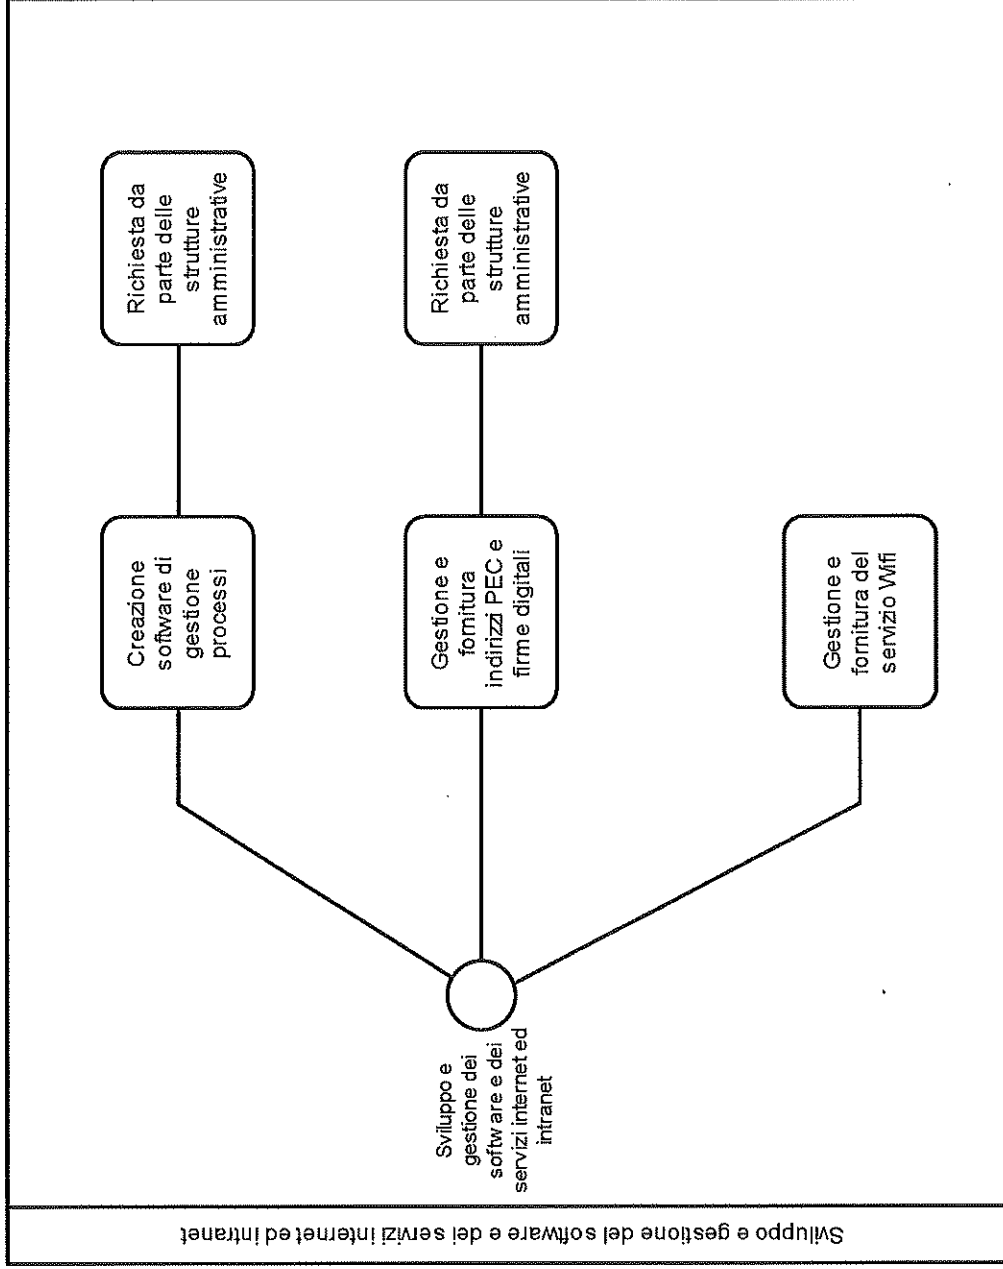 Sviluppo e gestione del software e dei servizi internet ed intranet
Sviluppo e
gestione dei
software e dei
servizi internet ed
intranet
Creazione
software di
gestione
processi
Richiesta da
parte delle
strutture
amministrative
Gestione e
fornitura
indirizzi PEC e
firme digitali
Richiesta da
parte delle
strutture
amministrative
Gestione e
fornitura del
servizio Wifi